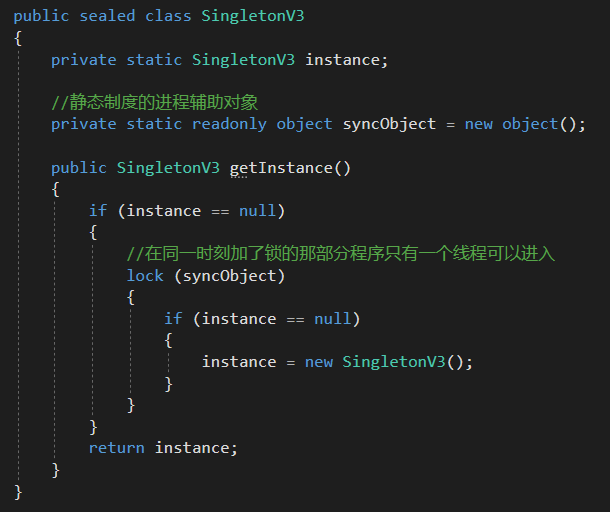 public sealed class SingletonV3
{
private static SingletonV3 instance;
//静态制度的进程辅助对象
private static readonly object syncObject = new object();
public SingletonV3 getInstance()
{
if (instance == null)
{
//在同一时刻加了锁的那部分程序只有一个线程可以进入
lock (syncObject)
{
if (instance == null)
{
instance = new SingletonV3();
}
}
}
return instance;
}
}